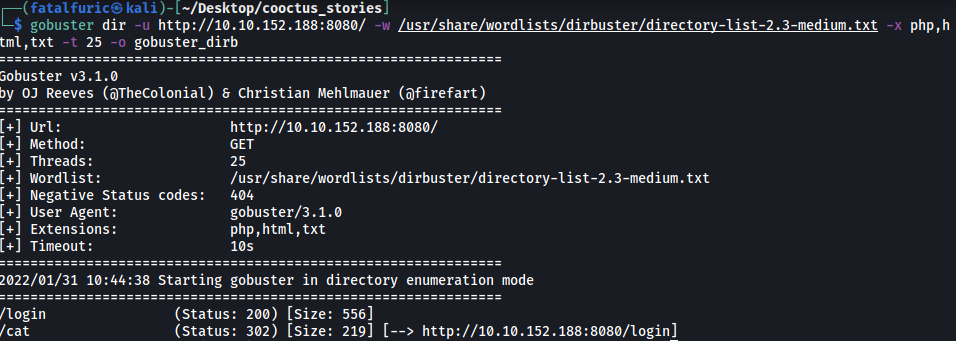 ┌──(fatalfuric㉿kali)-[~/Desktop/cooctus_stories]
└─$ gobuster dir -u http://10.10.152.188:8080/ -w /usr/share/wordlists/dirbuster/directory-list-2.3-medium.txt -x php,h
tml,txt -t 25 -o gobuster_dirb
===============================================================
Gobuster v3.1.0
by OJ Reeves (@TheColonial) & Christian Mehlmauer (@firefart)
===============================================================
[+] Url:                     http://10.10.152.188:8080/
[+] Method:                  GET
[+] Threads:                 25
[+] Wordlist:                /usr/share/wordlists/dirbuster/directory-list-2.3-medium.txt
[+] Negative Status codes:   404
[+] User Agent:              gobuster/3.1.0
[+] Extensions:              php,html,txt
[+] Timeout:                 10s
===============================================================
2022/01/31 10:44:38 Starting gobuster in directory enumeration mode
===============================================================
/login                (Status: 200) [Size: 556]
/cat                  (Status: 302) [Size: 219] [--> http://10.10.152.188:8080/login]